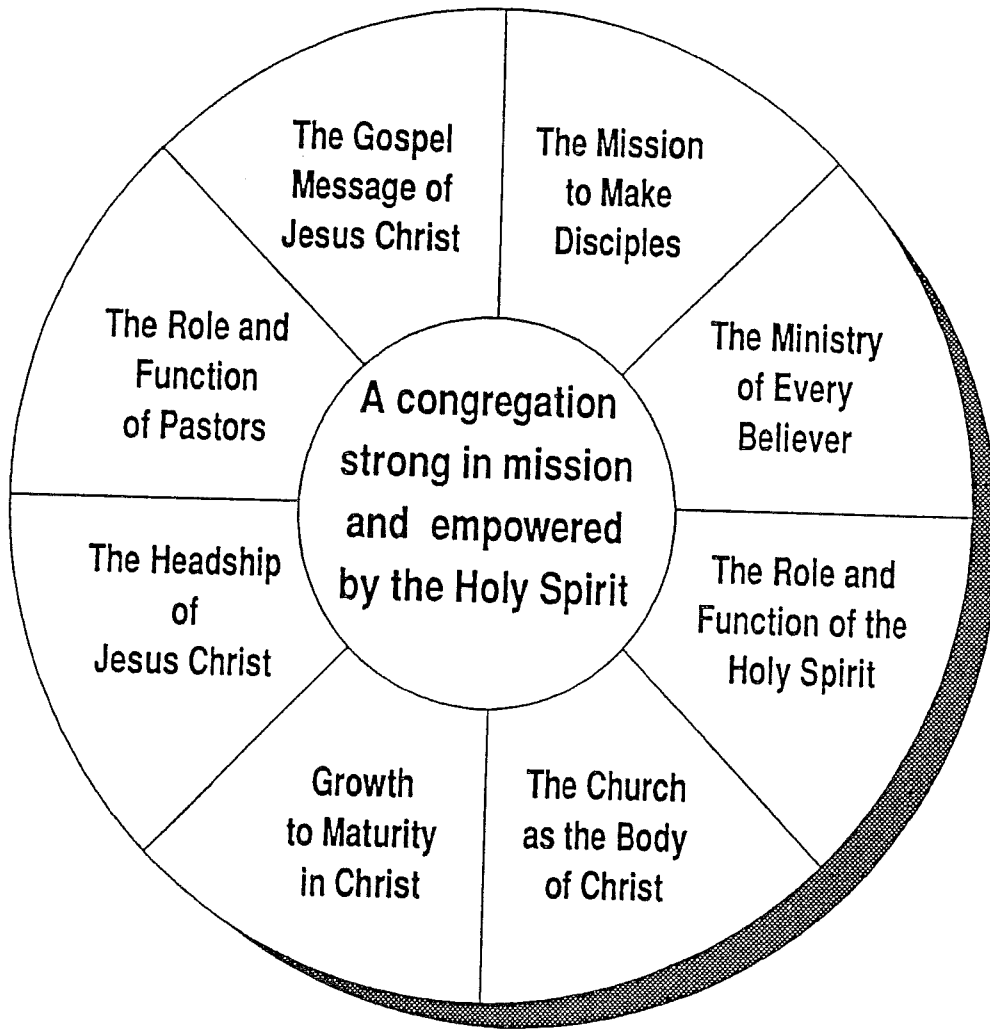 The Gospel
Message of
Jesus Christ
The Mission
to Make
Disciples
The Ministry
of Every
Believer
The Role and
Function of the
Holy Spirit
The Church
as the Body
of Christ
Growth
to Maturity
in Christ
The Headship
of
Jesus Christ
The Role and
Function
of Pastors
A congregation
strong in mission
and empowered
by the Holy Spirit